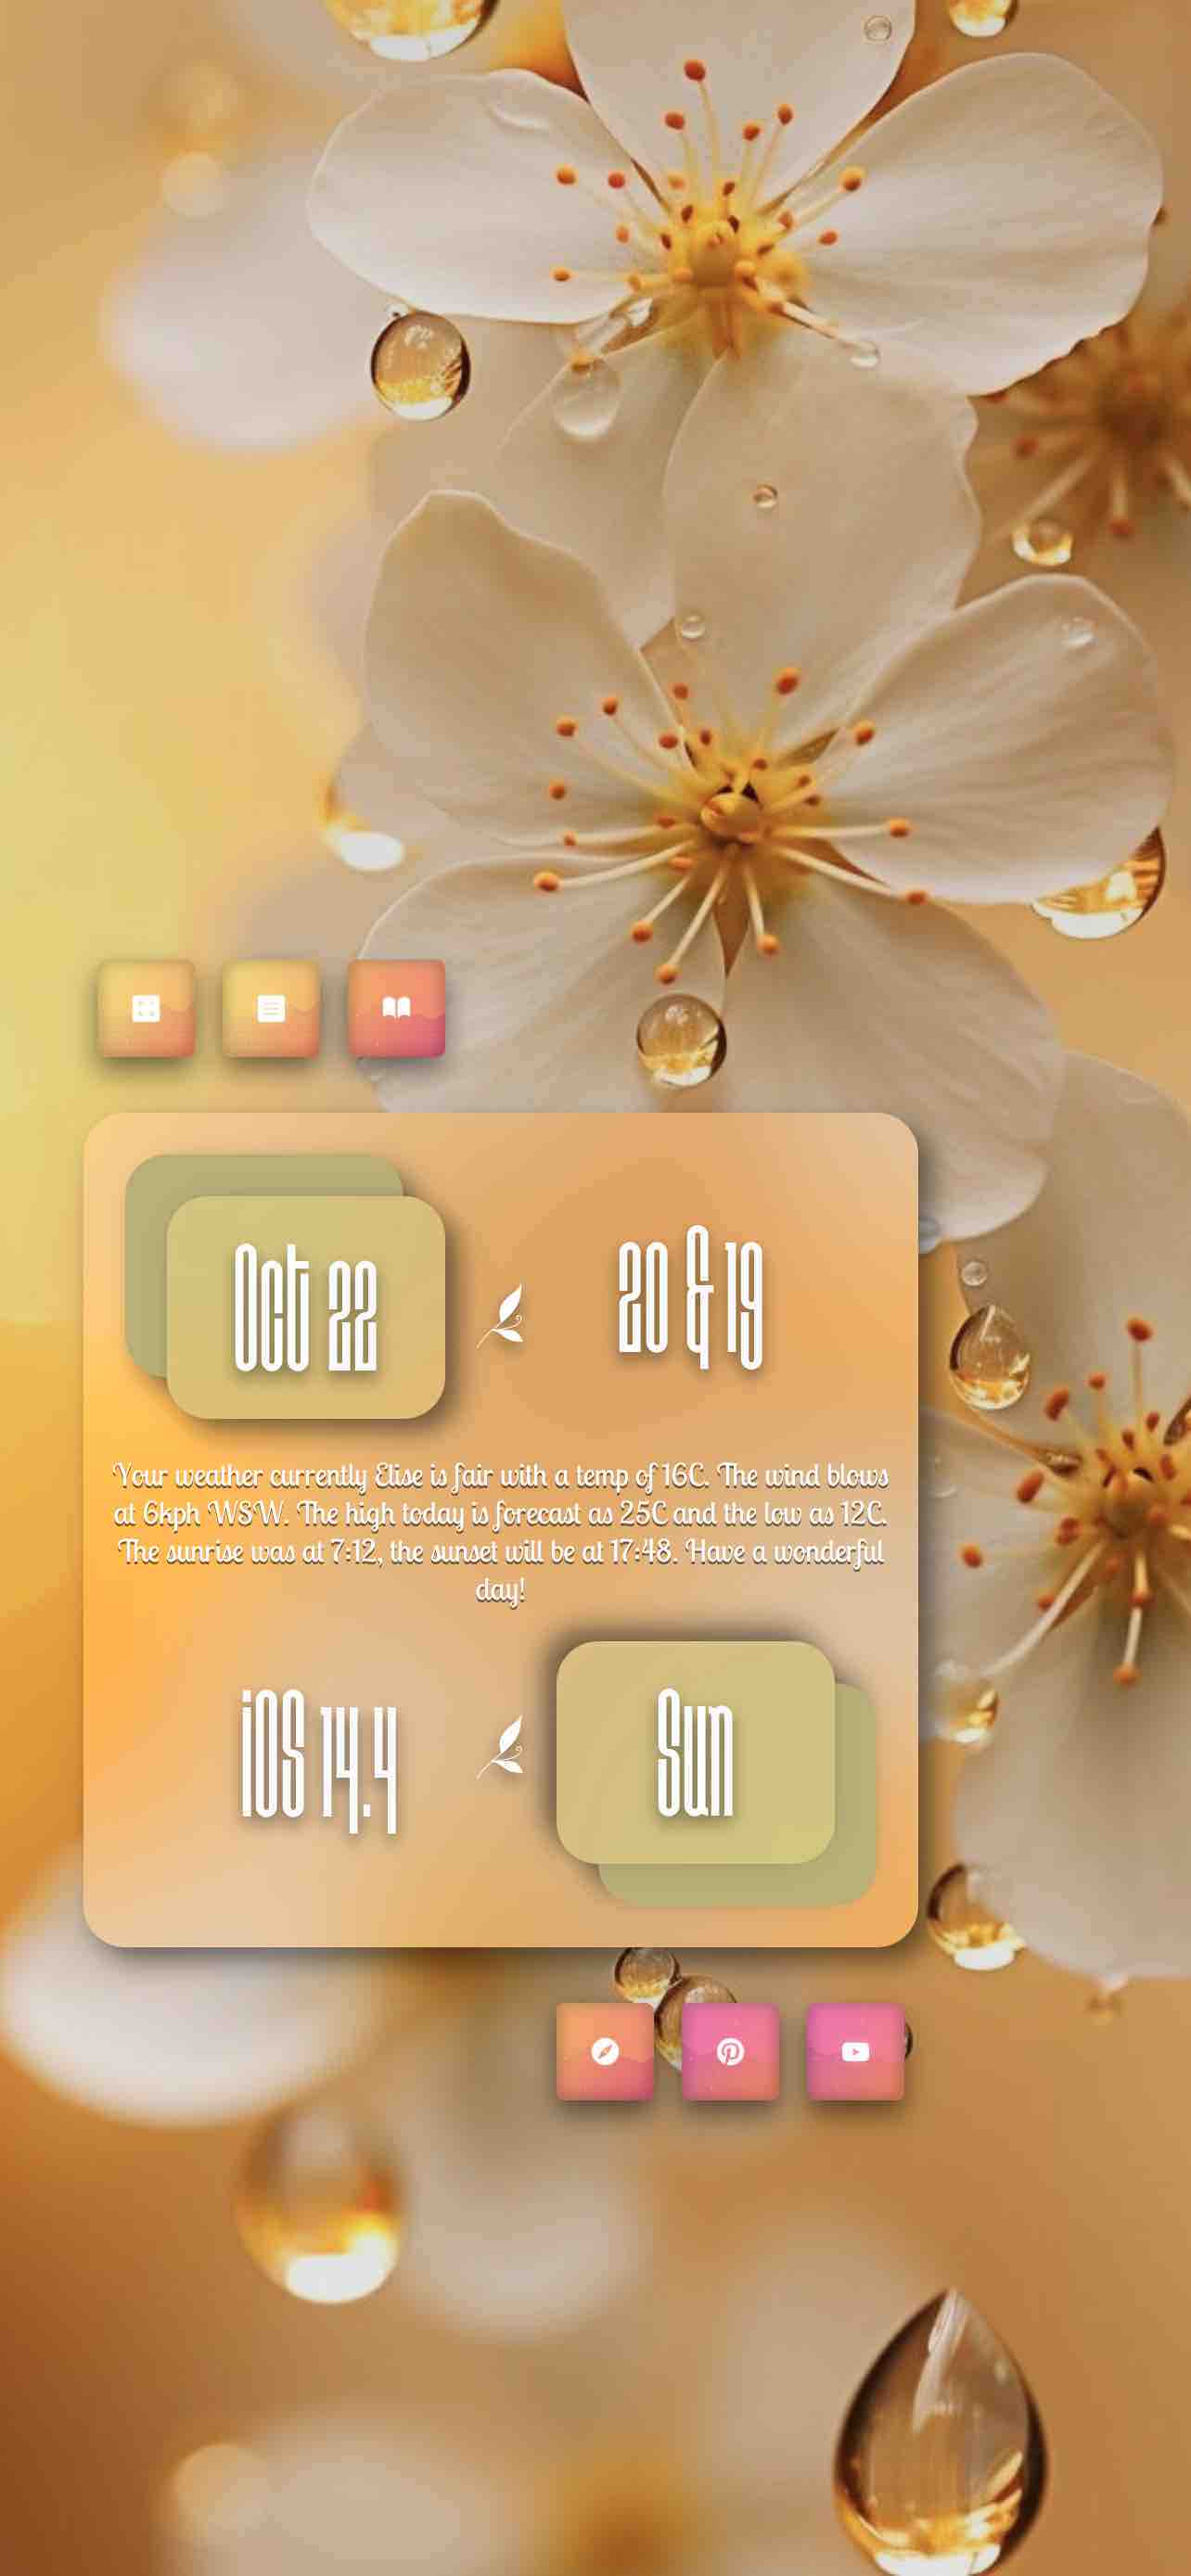 Oct 22
20 & 19
Your weather currently Elise is fair with a temp of 16C. The wind blows
at 6kph WSW. The high today is forecast as 25C and the low as 12C.
The sunrise was at 7:12, the sunset will be at 17:48. Have a wonderful
day!
iOS 14.4
Sun